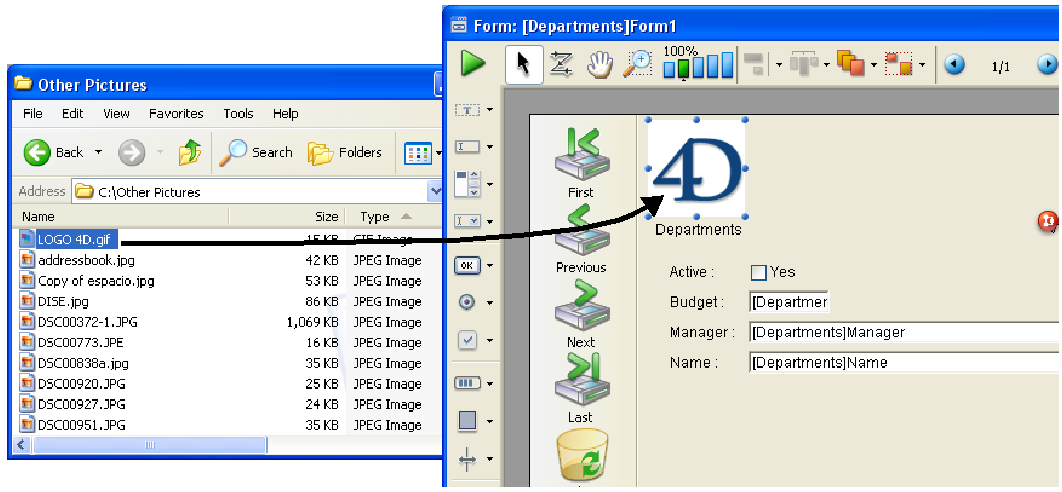 Other Pictures
File Edit View Favorites Tools Help
Back Search Folders
Address C:\Other Pictures
Name Size Type
LOGO 4D.gif 15 KB GIF Image
addressbook.jpg 42 KB JPEG Image
Copy of espacio.jpg 53 KB JPEG Image
DISE.jpg 86 KB JPEG Image
DSC00372-1.JPG 1,069 KB JPEG Image
DSC00773.JPE 16 KB JPEG Image
DSC00838a.jpg 35 KB JPEG Image
DSC00920.JPG 25 KB JPEG Image
DSC00927.JPG 24 KB JPEG Image
DSC00951.JPG 35 KB JPEG Image
Form: [Departments]Form1
100%
1/1
OK
First
Previous
Next
Last
4D
Departments
Active : Yes
Budget : [Departmer
Manager : [Departments]Manager
Name : [Departments]Name